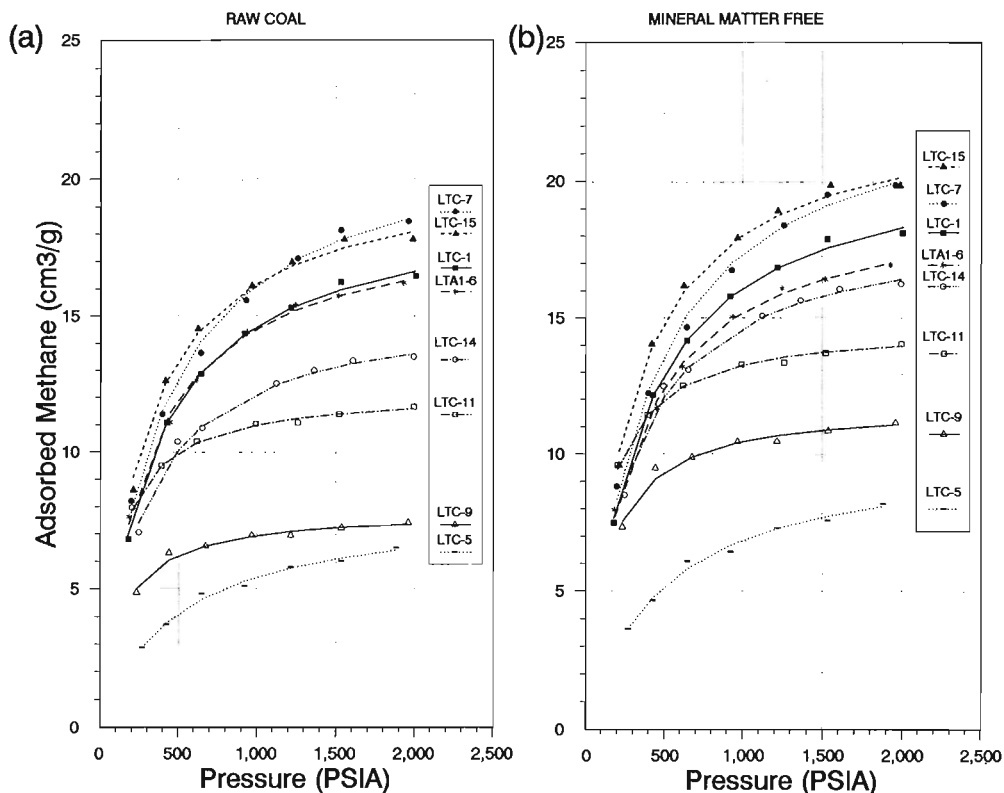 (a)
RAW COAL
25
20
15
10
5
0
Adsorbed Methane (cm3/g)
LTC-7
LTC-15
LTC-1
LTA1-6
LTC-14
LTC-11
LTC-9
LTC-5
0
500
1,000
1,500
2,000
2,500
Pressure (PSIA)
(b)
MINERAL MATTER FREE
25
20
15
10
5
0
LTC-15
LTC-7
LTC-1
LTA1-6
LTC-14
LTC-11
LTC-9
LTC-5
0
500
1,000
1,500
2,000
2,500
Pressure (PSIA)